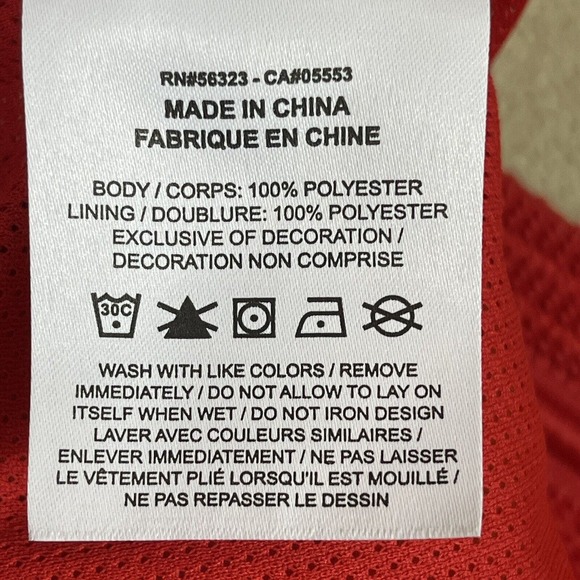 RN#56323 - CA#05553
MADE IN CHINA
FABRIQUE EN CHINE
BODY / CORPS: 100% POLYESTER
LINING / DOUBLURE: 100% POLYESTER
EXCLUSIVE OF DECORATION /
DECORATION NON COMPRISE
30C
WASH WITH LIKE COLORS / REMOVE
IMMEDIATELY / DO NOT ALLOW TO LAY ON
ITSELF WHEN WET / DO NOT IRON DESIGN
LAVER AVEC COULEURS SIMILAIRES /
ENLEVER IMMEDIATEMENT / NE PAS LAISSER
LE VÊTEMENT PLIÉ LORSQU'IL EST MOUILLÉ /
NE PAS REPASSER LE DESSIN